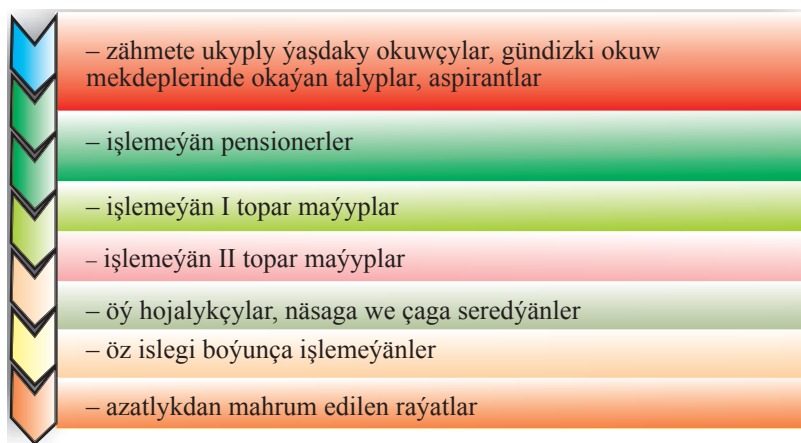 – zähmete ukyply ýaşdaky okuwçylar, gündizki okuw
mekdeplerinde okaýan talyplar, aspirantlar
– işlemeýän pensionerler
– işlemeýän I topar maýyplar
– işlemeýän II topar maýyplar
– öý hojalykçylar, näsaga we çaga seredýänler
– öz islegi boýunça işlemeýänler
– azatlykdan mahrum edilen raýatlar